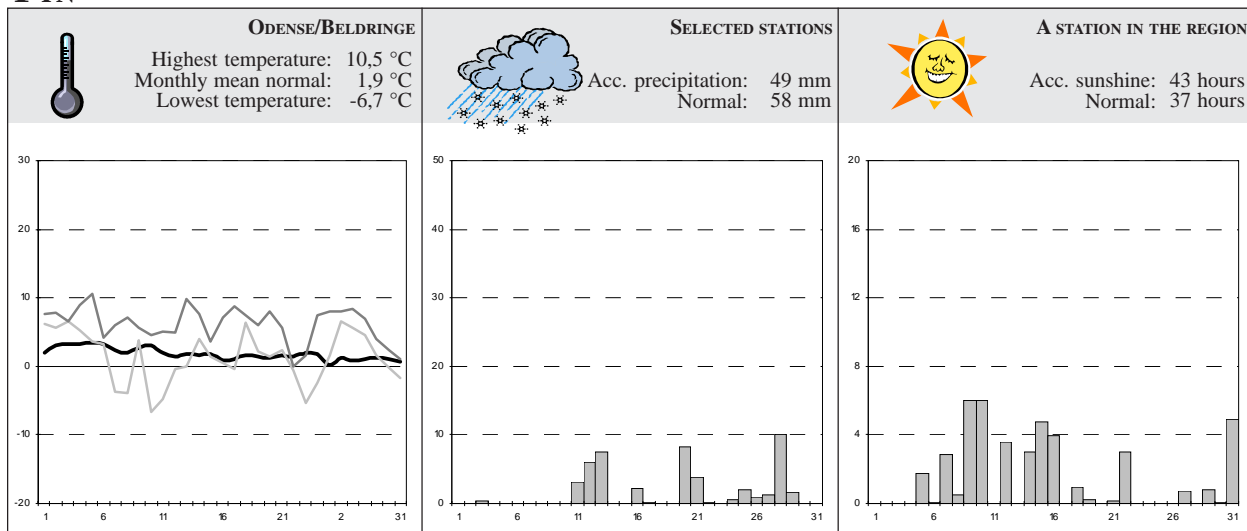 ODENSE/BELDRINGE
Highest temperature: 10,5 °C
Monthly mean normal: 1,9 °C
Lowest temperature: -6,7 °C
30
20
10
0
-10
-20
1 6 11 16 21 2 31
SELECTED STATIONS
Acc. precipitation: 49 mm
Normal: 58 mm
50
40
30
20
10
0
1 6 11 16 21 26 31
A STATION IN THE REGION
Acc. sunshine: 43 hours
Normal: 37 hours
20
16
12
8
4
0
1 6 11 16 21 26 31